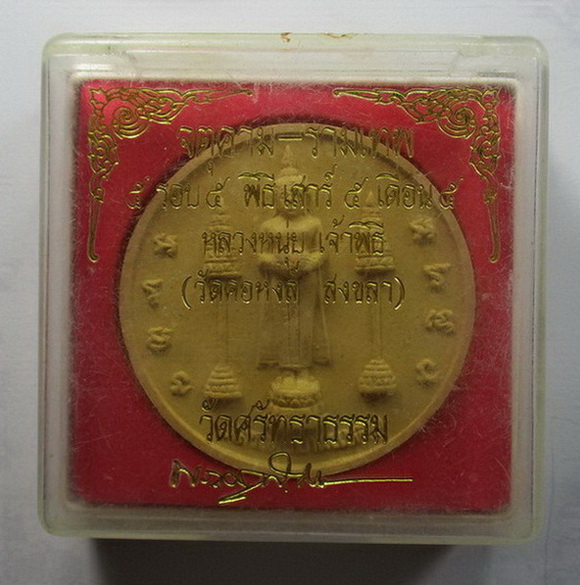 จตุคาม-รามเทพ
๕ รอบ ๕ พิธี เสาร์ ๕ เดือน ๕
หลวงหนุ่ย เจ้าพิธี
(วัดคอหงส์ สงขลา)
วัดศรัทธาธรรม